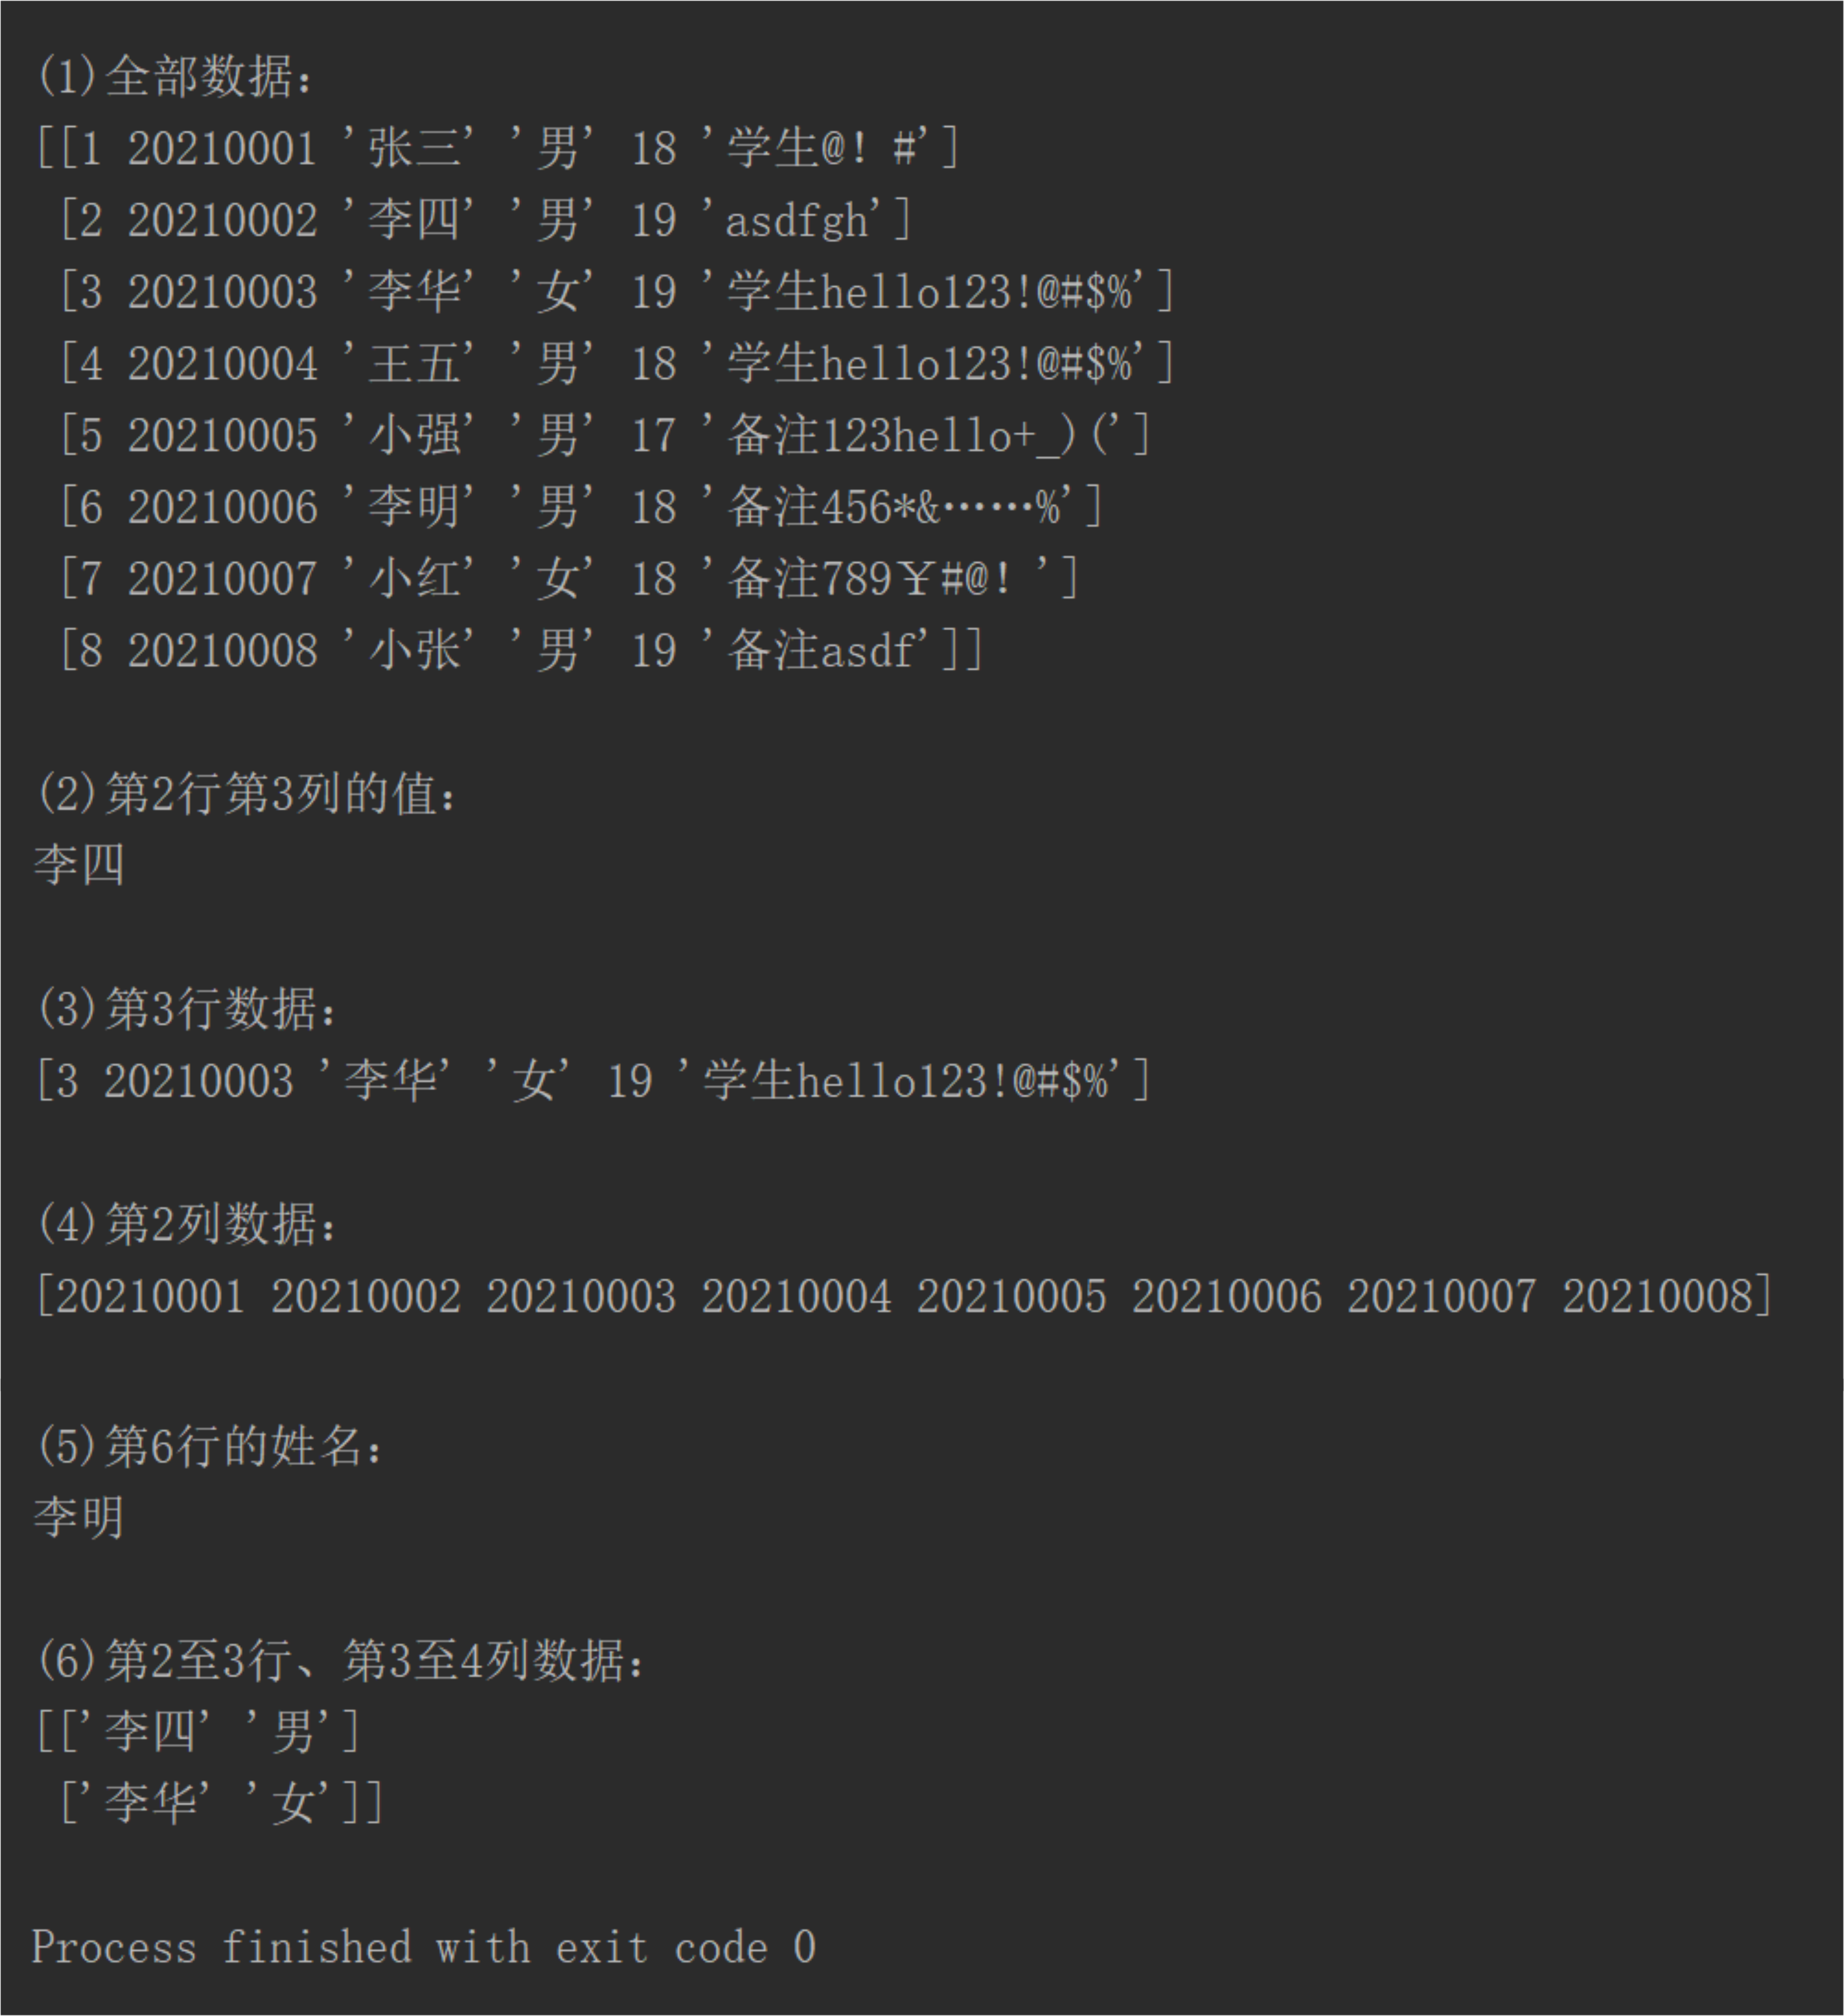 (1)全部数据：
[[1 20210001 '张三' '男' 18 '学生@！#']
[2 20210002 '李四' '男' 19 'asdfgh']
[3 20210003 '李华' '女' 19 '学生hello123!@#$%']
[4 20210004 '王五' '男' 18 '学生hello123!@#$%']
[5 20210005 '小强' '男' 17 '备注123hello+_)(']
[6 20210006 '李明' '男' 18 '备注456*&……%']
[7 20210007 '小红' '女' 18 '备注789￥#@！']
[8 20210008 '小张' '男' 19 '备注asdf']]
(2)第2行第3列的值：
李四
(3)第3行数据：
[3 20210003 '李华' '女' 19 '学生hello123!@#$%']
(4)第2列数据：
[20210001 20210002 20210003 20210004 20210005 20210006 20210007 20210008]
(5)第6行的姓名：
李明
(6)第2至3行、第3至4列数据：
[['李四' '男']
['李华' '女']]
Process finished with exit code 0